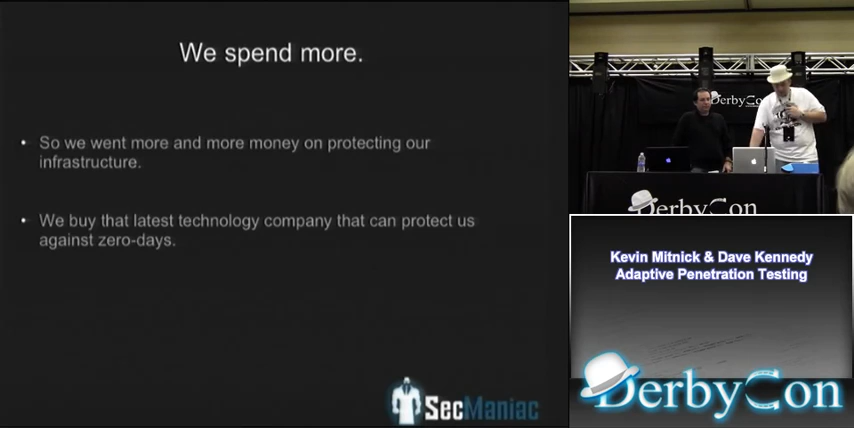 We spend more.
• So we went more and more money on protecting our
infrastructure.
• We buy that latest technology company that can protect us
against zero-days.
SecManiac
DerbyCon
DerbyCon
Kevin Mitnick & Dave Kennedy
Adaptive Penetration Testing
DerbyCon